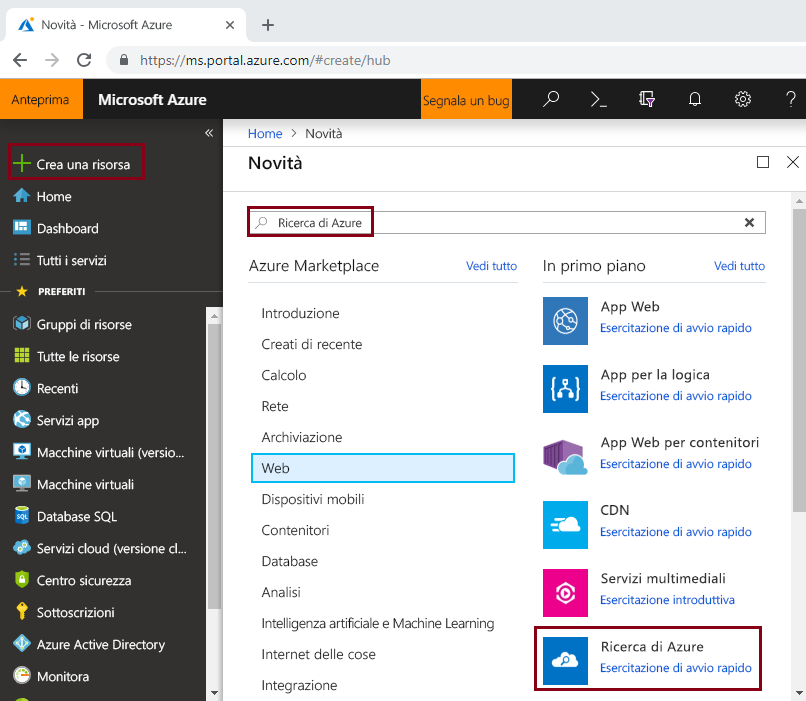 Novità - Microsoft Azure
https://ms.portal.azure.com/#create/hub
Anteprima
Microsoft Azure
Segnala un bug
Crea una risorsa
Home
Dashboard
Tutti i servizi
PREFERITI
Gruppi di risorse
Tutte le risorse
Recenti
Servizi app
Macchine virtuali (versio...
Macchine virtuali
SQL
Database SQL
Servizi cloud (versione cl...
Centro sicurezza
Sottoscrizioni
Azure Active Directory
Monitora
Home > Novità
Novità
Ricerca di Azure
Azure Marketplace
Vedi tutto
Introduzione
Creati di recente
Calcolo
Rete
Archiviazione
Web
Dispositivi mobili
Contenitori
Database
Analisi
Intelligenza artificiale e Machine Learning
Internet delle cose
Integrazione
In primo piano
Vedi tutto
App Web
Esercitazione di avvio rapido
App per la logica
Esercitazione di avvio rapido
App Web per contenitori
Esercitazione di avvio rapido
CDN
Esercitazione di avvio rapido
Servizi multimediali
Esercitazione introduttiva
Ricerca di Azure
Esercitazione di avvio rapido